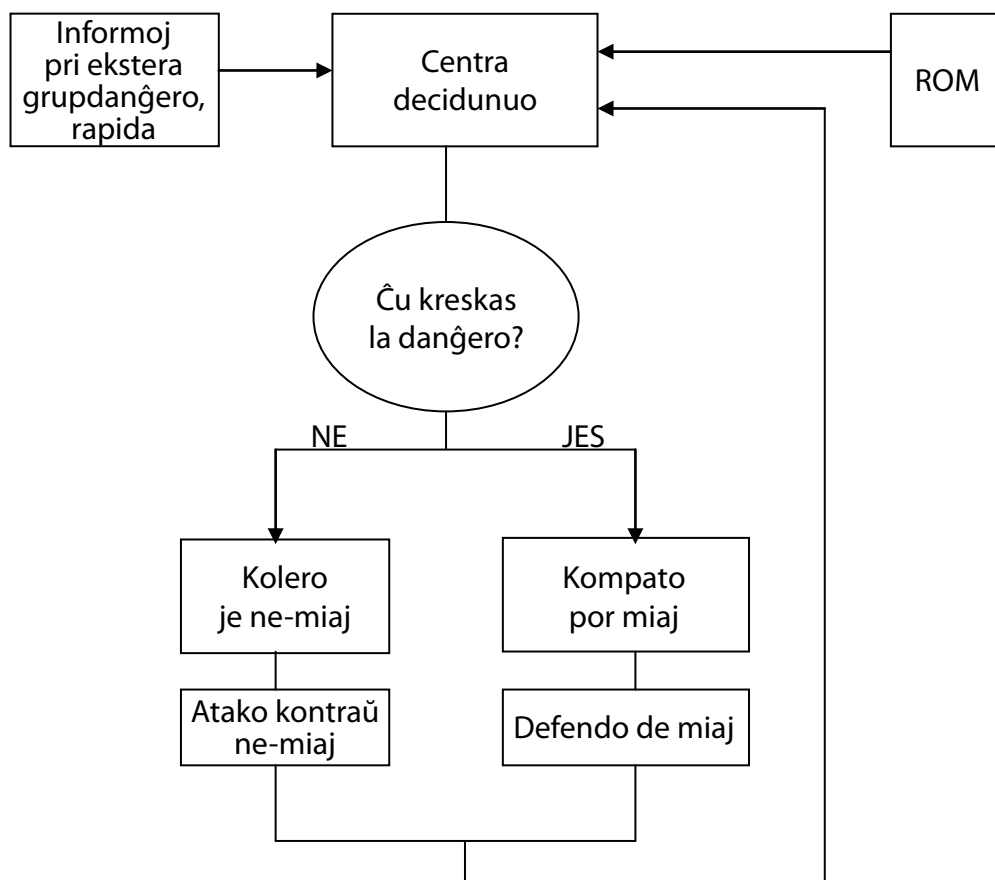 Informoj
pri ekstera
grupdanĝero,
rapida
Centra
decidunuo
ROM
Ĉu kreskas
la danĝero?
NE
JES
Kolero
je ne-miaj
Kompato
por miaj
Atako kontraŭ
ne-miaj
Defendo de miaj